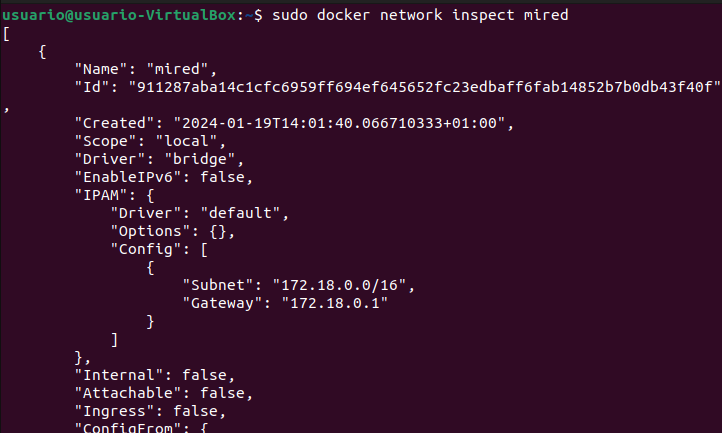 usuario@usuario-VirtualBox:~$ sudo docker network inspect mired
[
    {
        "Name": "mired",
        "Id": "911287aba14c1cfc6959ff694ef645652fc23edbaff6fab14852b7b0db43f40f"
,
        "Created": "2024-01-19T14:01:40.066710333+01:00",
        "Scope": "local",
        "Driver": "bridge",
        "EnableIPv6": false,
        "IPAM": {
            "Driver": "default",
            "Options": {},
            "Config": [
                {
                    "Subnet": "172.18.0.0/16",
                    "Gateway": "172.18.0.1"
                }
            ]
        },
        "Internal": false,
        "Attachable": false,
        "Ingress": false,
        "ConfigFrom": {